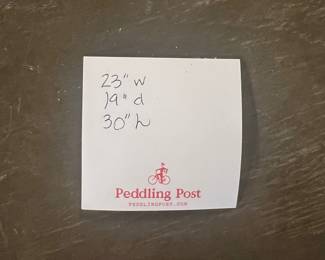 23" w
19" d
30" h
Peddling Post
PEDDLINGPOST.COM